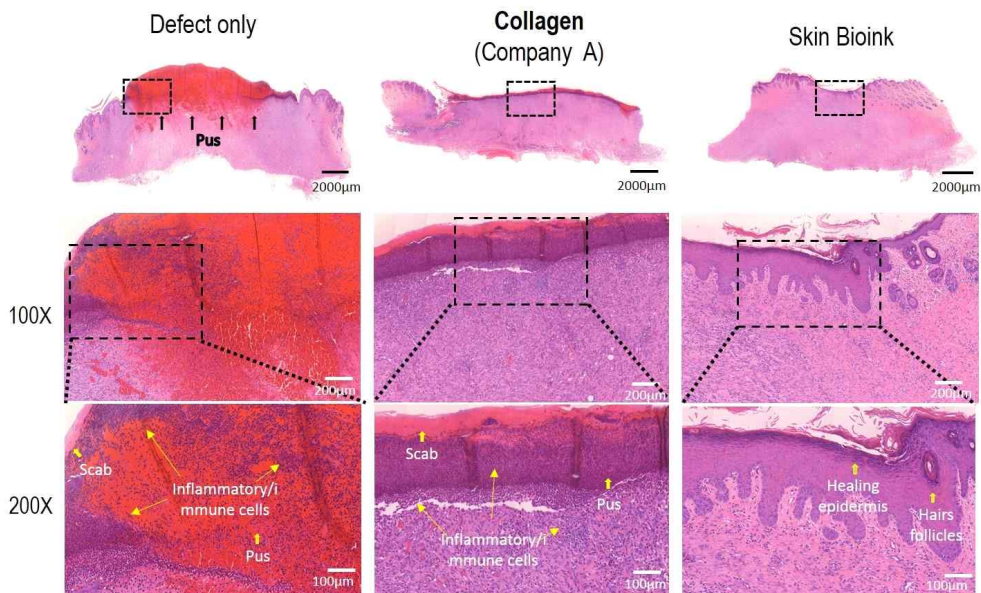 Defect only
Collagen
(Company A)
Skin Bioink
Pus
2000µm
2000µm
2000µm
100X
200µm
200µm
200µm
200X
Scab
Inflammatory/i
mmune cells
Pus
100µm
Scab
Pus
Inflammatory/i
mmune cells
100µm
Healing
epidermis
Hairs
follicles
100µm